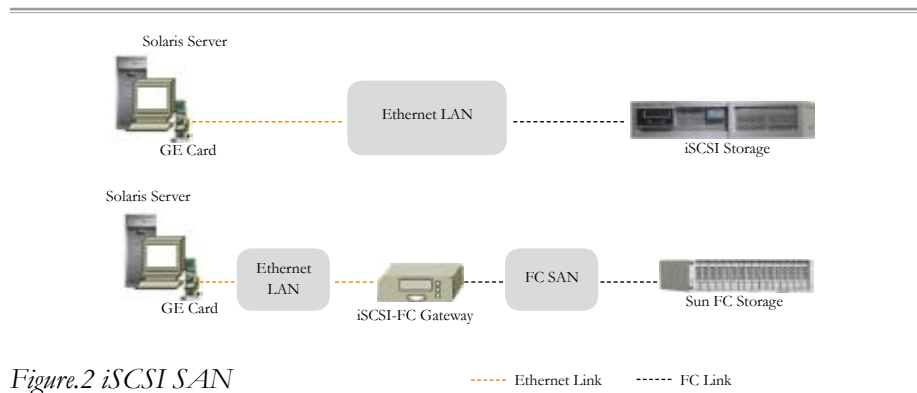 Solaris Server
Ethernet LAN
GE Card
iSCSI Storage
Solaris Server
Ethernet
LAN
FC SAN
GE Card
iSCSI-FC Gateway
Sun FC Storage
Figure.2 iSCSI SAN
Ethernet Link
FC Link